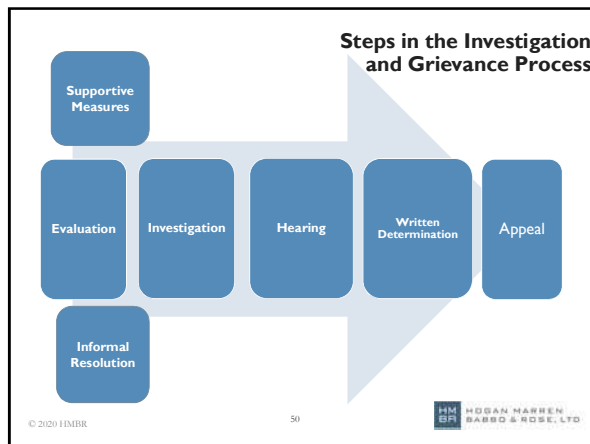 Steps in the Investigation
and Grievance Process
Supportive
Measures
Evaluation
Investigation
Hearing
Written
Determination
Appeal
Informal
Resolution
© 2020 HMBR
50
HM
BR
HOGAN MARREN
BABBO & ROSE, LTD